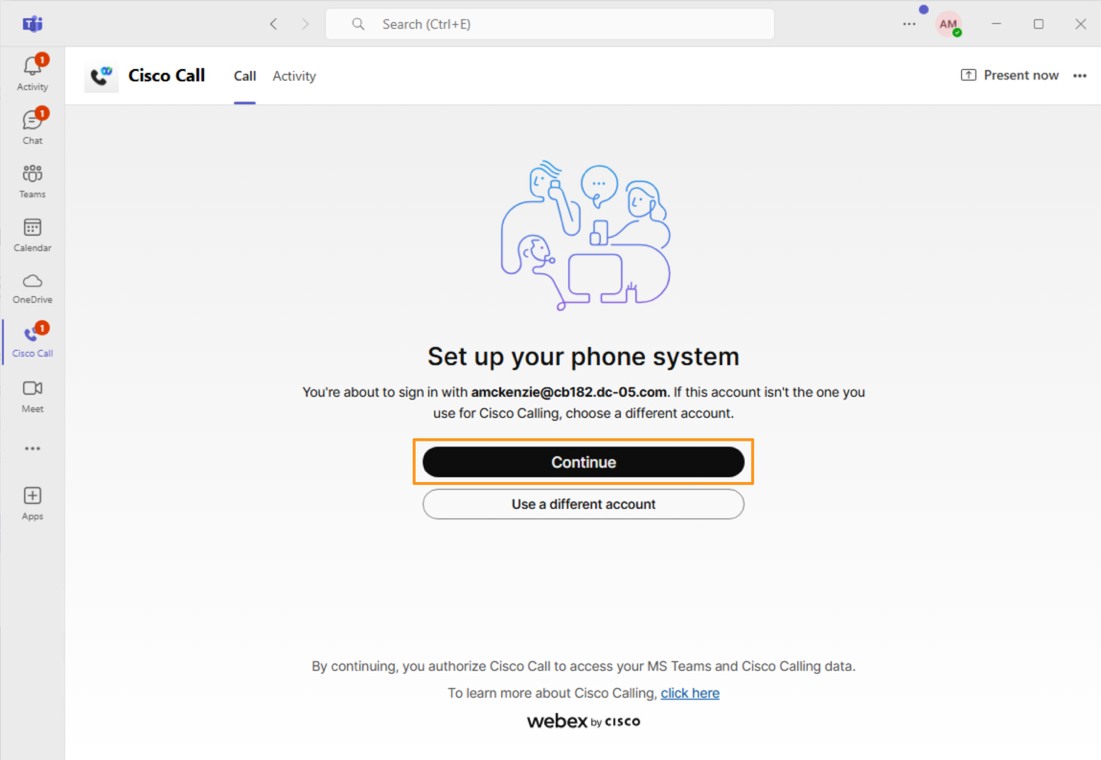 Search (Ctrl+E)
AM
1
Activity
1
Chat
Teams
Calendar
OneDrive
1
Cisco Call
Meet
Apps
Cisco Call
Call
Activity
Present now
Set up your phone system
You're about to sign in with amckenzie@cb182.dc-05.com. If this account isn't the one you
use for Cisco Calling, choose a different account.
Continue
Use a different account
By continuing, you authorize Cisco Call to access your MS Teams and Cisco Calling data.
To learn more about Cisco Calling, click here
webex by CISCO